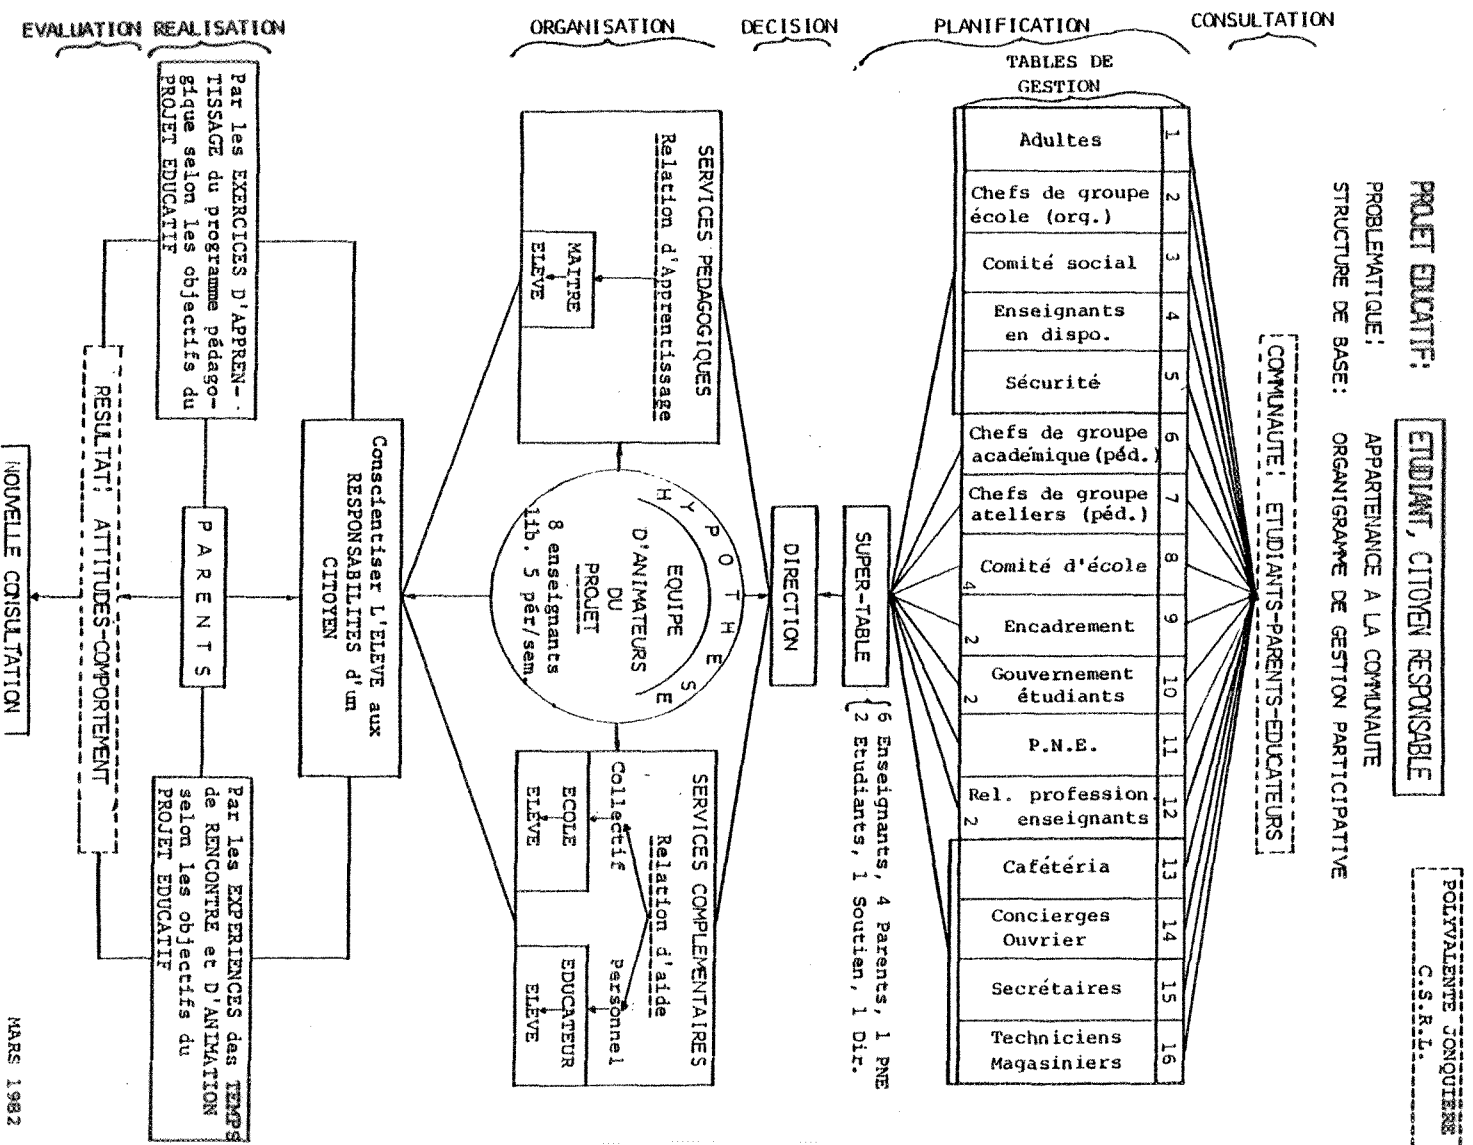 POLYVALENTE JONQUIERE
C.S.R.L.
PROJET EDUCATIF: ETUDIANT, CITOYEN RESPONSABLE
PROBLEMATIQUE: APPARTENANCE A LA COMMUNAUTE
STRUCTURE DE BASE: ORGANIGRAMME DE GESTION PARTICIPATIVE
CONSULTATION
COMMUNAUTE: ETUDIANTS-PARENTS-EDUCATEURS
PLANIFICATION
TABLES DE
GESTION
1
Adultes
2
Chefs de groupe
école (org.)
3
Comité social
4
Enseignants
en dispo.
5
Sécurité
6
Chefs de groupe
académique (péd.)
7
Chefs de groupe
ateliers (péd.)
8
Comité d'école
4
9
Encadrement
2
10
Gouvernement
étudiants
2
11
P.N.E.
12
Rel. profession.
enseignants
2
13
Cafétéria
14
Concierges
Ouvrier
15
Secrétaires
16
Techniciens
Magasiniers
SUPER-TABLE
6 Enseignants, 4 Parents, 1 PNE
2 Etudiants, 1 Soutien, 1 Dir.
DECISION
DIRECTION
ORGANISATION
SERVICES PEDAGOGIQUES
Relation d'Apprentissage
MAITRE
ELEVE
HYPOTHESE
EQUIPE
D'ANIMATEURS
DU
PROJET
8 enseignants
lib. 5 pér/sem.
SERVICES COMPLEMENTAIRES
Relation d'aide
Collectif
ECOLE
ELEVE
Personnel
EDUCATEUR
ELEVE
Conscientiser L'ELEVE aux
RESPONSABILITES d'un
CITOYEN
REALISATION
Par les EXERCICES D'APPREN-
TISSAGE du programme pédago-
gique selon les objectifs du
PROJET EDUCATIF
PARENTS
Par les EXPERIENCES des TEMPS
de RENCONTRE et D'ANIMATION
selon les objectifs du
PROJET EDUCATIF
EVALUATION
RESULTAT: ATTITUDES-COMPORTEMENT
NOUVELLE CONSULTATION
MARS 1982